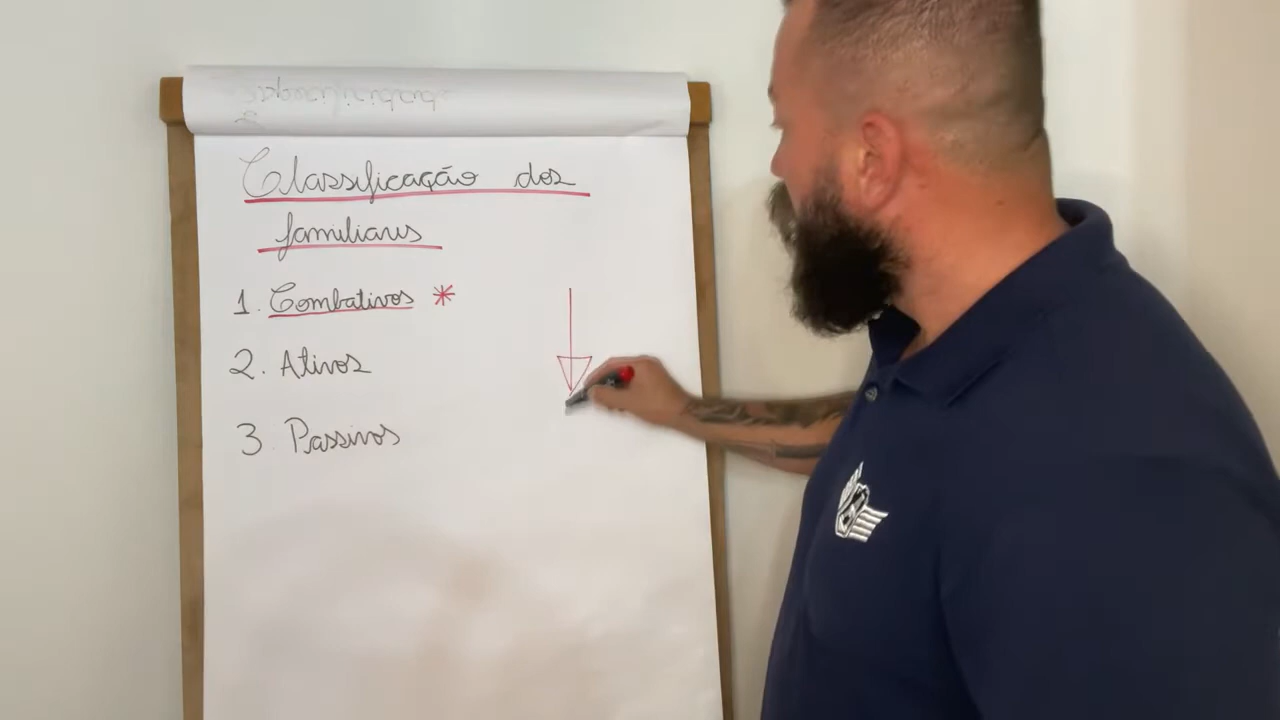 Classificação dos
familiares
1. Combativos *
2. Ativos
3. Passivos